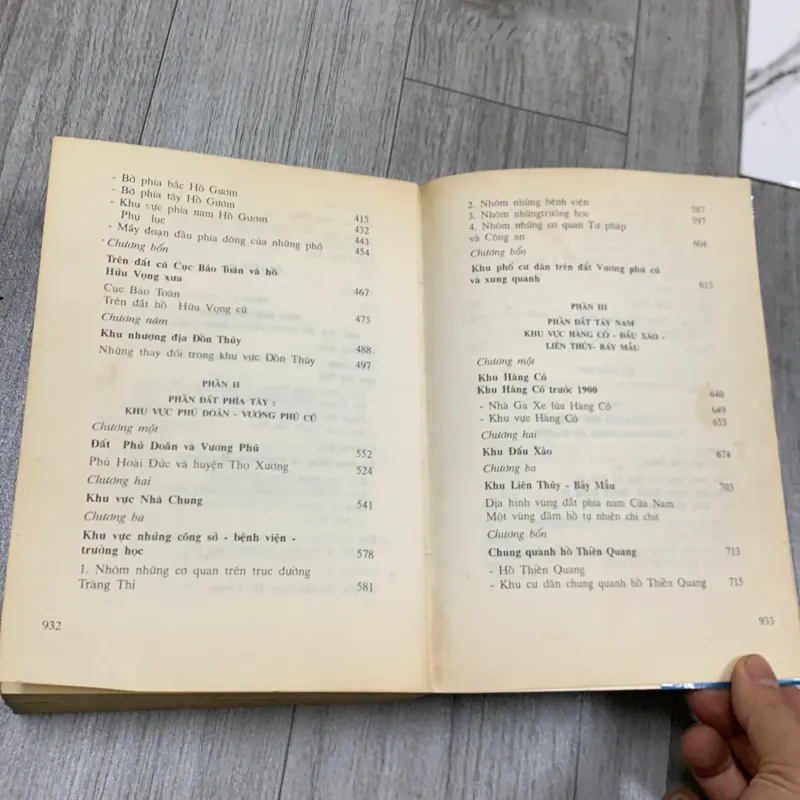 - Bờ phía bắc Hồ Gươm
- Bờ phía tây Hồ Gươm
- Khu vực phía nam Hồ Gươm 415
Phụ lục 432
- Mấy đoạn đầu phía đông của những phố 443
Chương bốn 454
Trên đất cũ Cục Bảo Toàn và hồ
Hữu Vọng xưa
Cục Bảo Toàn 467
Trên đất hồ Hữu Vọng cũ
Chương năm 475
Khu nhượng địa Đồn Thủy
Những thay đổi trong khu vực Đồn Thủy 488
497
PHẦN II
PHẦN ĐẤT PHÍA TÂY :
KHU VỰC PHỦ DOÃN - VƯƠNG PHỦ CŨ
Chương một
Đất Phủ Doãn và Vương Phủ 552
Phủ Hoài Đức và huyện Thọ Xương 524
Chương hai
Khu vực Nhà Chung 541
Chương ba
Khu vực những công sở - bệnh viện -
trường học 578
1. Nhóm những cơ quan trên trục đường
Tràng Thi 581
932
2. Nhóm những bệnh viện
3. Nhóm nhữngtrường học 587
4. Nhóm những cơ quan Tư pháp 597
và Công an
Chương bốn 604
Khu phố cư dân trên đất Vương phủ cũ
và xung quanh 615
PHẦN III
PHẦN ĐẤT TÂY NAM
KHU VỰC HÀNG CỎ - ĐẤU XẢO -
LIÊN THỦY- BẢY MẪU
Chương một
Khu Hàng Cỏ
Khu Hàng Cỏ trước 1900 640
- Nhà Ga Xe lửa Hàng Cỏ 649
- Khu vực Hàng Cỏ 653
Chương hai
Khu Đấu Xảo 674
Chương ba
Khu Liên Thủy - Bảy Mẫu 703
Địa hình vùng đất phía nam Cửa Nam
Một vùng đầm hồ tự nhiên chi chít
Chương bốn
Chung quanh hồ Thiền Quang 713
- Hồ Thiền Quang
- Khu cư dân chung quanh hồ Thiền Quang 715
933